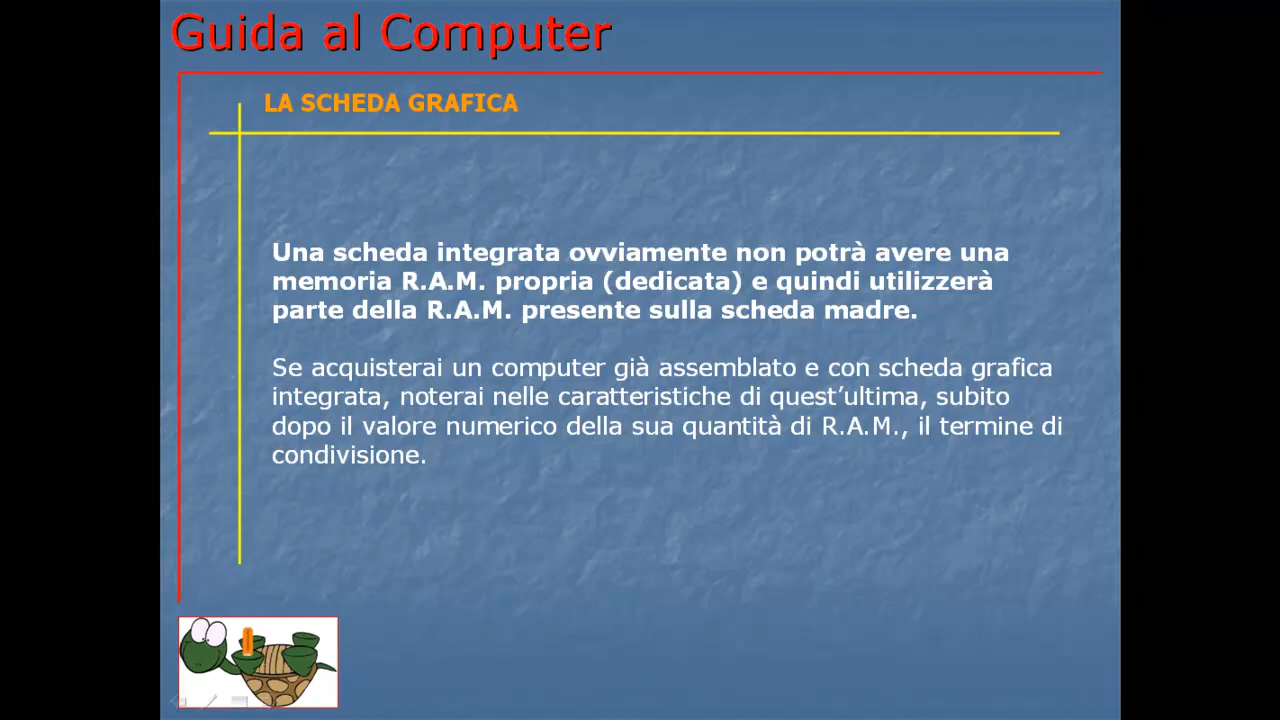 Guida al Computer
LA SCHEDA GRAFICA
Una scheda integrata ovviamente non potrà avere una
memoria R.A.M. propria (dedicata) e quindi utilizzerà
parte della R.A.M. presente sulla scheda madre.
Se acquisterai un computer già assemblato e con scheda grafica
integrata, noterai nelle caratteristiche di quest’ultima, subito
dopo il valore numerico della sua quantità di R.A.M., il termine di
condivisione.